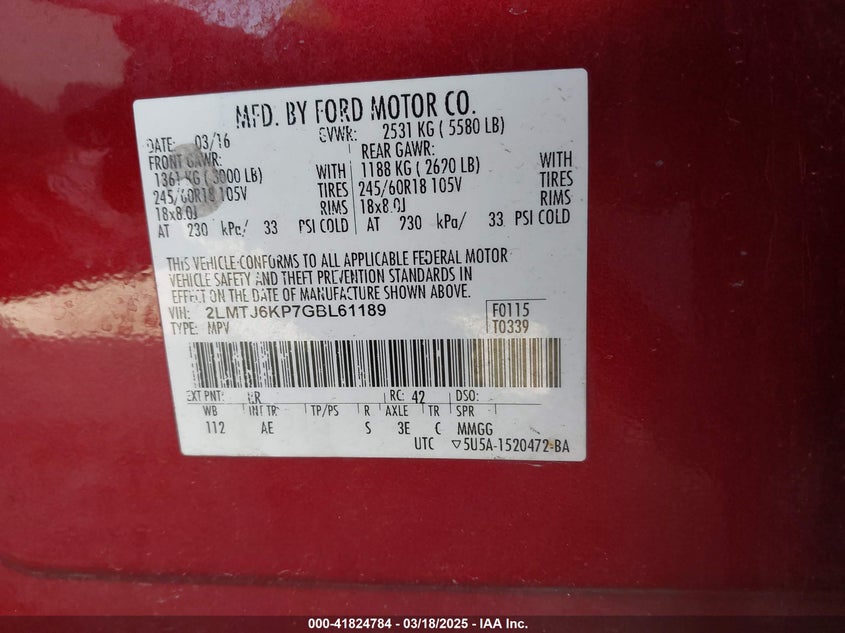 MFD. BY FORD MOTOR CO.
DATE: 03/16 GVWR: 2531 KG ( 5580 LB)
FRONT GAWR: REAR GAWR:
1361 KG ( 3000 LB) WITH 1188 KG ( 2620 LB) WITH
245/60R18 105V TIRES 245/60R18 105V TIRES
18x8.0J RIMS 18x8.0J RIMS
AT 230 kPa/ 33 PSI COLD AT 230 kPa/ 33 PSI COLD
THIS VEHICLE CONFORMS TO ALL APPLICABLE FEDERAL MOTOR
VEHICLE SAFETY AND THEFT PREVENTION STANDARDS IN
EFFECT ON THE DATE OF MANUFACTURE SHOWN ABOVE.
VIN: 2LMTJ6KP7GBL61189 F0115
TYPE: MPV T0339
EXT PNT: RR RC: 42 DSO:
WB INT TR TP/PS R AXLE TR SPR
112 AE S 3E MMGG
UTC ▽5U5A-1520472-BA
000-41824784 - 03/18/2025 - IAA Inc.